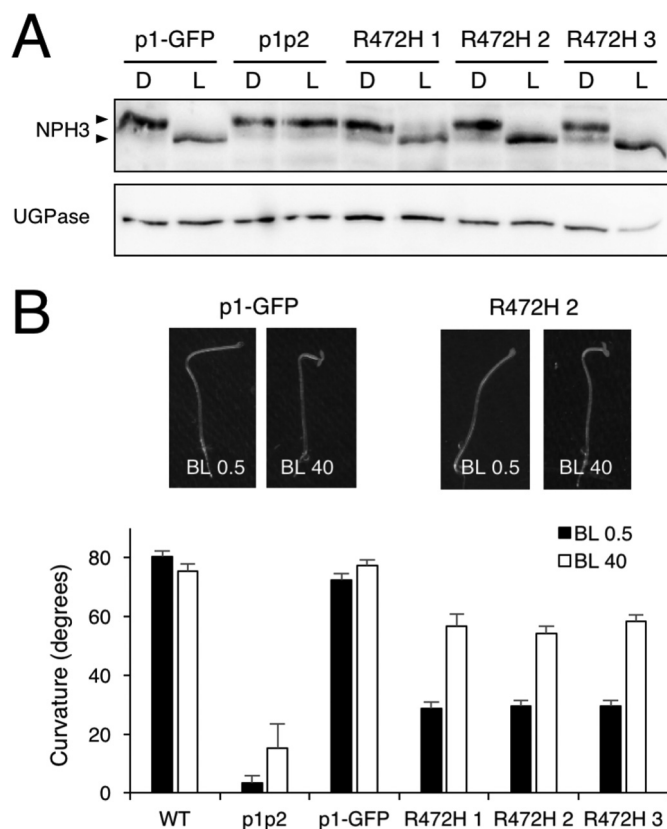 A
p1-GFP p1p2 R472H 1 R472H 2 R472H 3
D L D L D L D L D L
NPH3
UGPase
B
p1-GFP R472H 2
BL 0.5 BL 40 BL 0.5 BL 40
BL 0.5
BL 40
Curvature (degrees)
80
60
40
20
0
WT p1p2 p1-GFP R472H 1 R472H 2 R472H 3